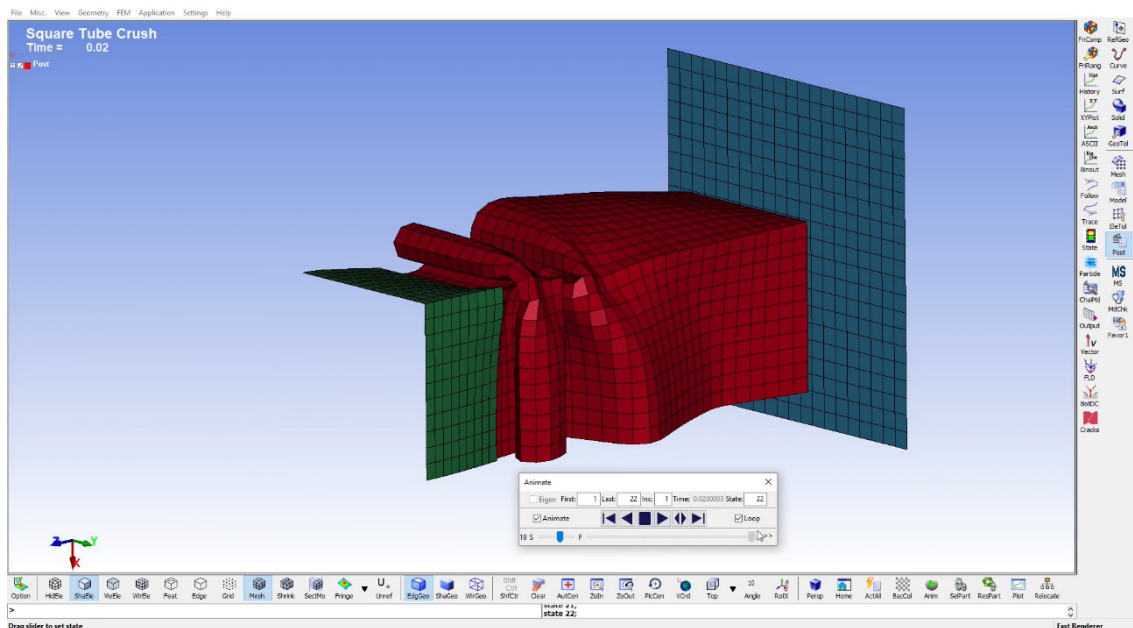 File Misc. View Geometry FEM Application Settings Help
Square Tube Crush
Time = 0.02
Post
FriComp RefGeo
FriRang Curve
History Surf
XYPlot Solid
ASCII GeoTol
Binout Mesh
Follow Model
Trace EleTol
State Post
Particle MS
MS
ChaiMd MdChk
Output Favor1
Vector
FLD
BotDC
Cracks
Animate
Eigen First: 1 Last: 22 Inc: 1 Time: 0.0200003 State: 22
Animate Loop
19 S F >>
Option HidEle ShaEle VieEle WirEle Feat Edge Grid Mesh Shrink SectMo Fringe Unref EdgGeo ShaGeo WirGeo ShfCtr Clear AutCen ZoIn ZoOut PicCen VOrd Top Angle RotX Persp Home ActAll BacCol Anim SelPart ResPart Plot Relocate
>
state 21;
state 22;
Drag slider to set state Fast Renderer